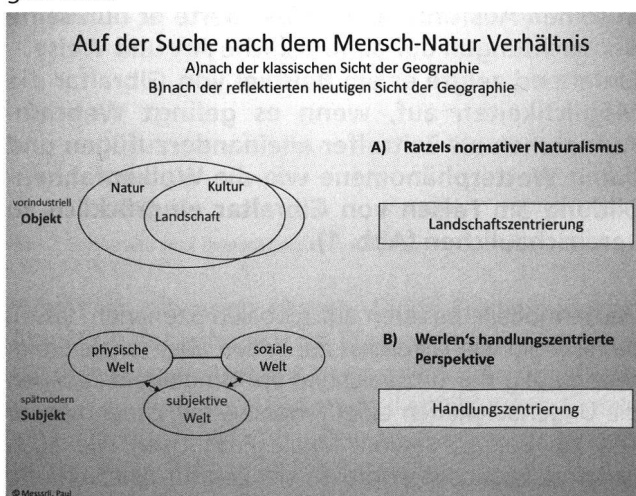 Auf der Suche nach dem Mensch-Natur Verhältnis
A)nach der klassischen Sicht der Geographie
B)nach der reflektierten heutigen Sicht der Geographie
A) Ratzels normativer Naturalismus
Natur
Kultur
vorindustriell
Objekt
Landschaft
Landschaftszentrierung
B) Werlen's handlungszentrierte
Perspektive
physische
Welt
soziale
Welt
spätmodern
Subjekt
subjektive
Welt
Handlungszentrierung
© Messerli, Paul